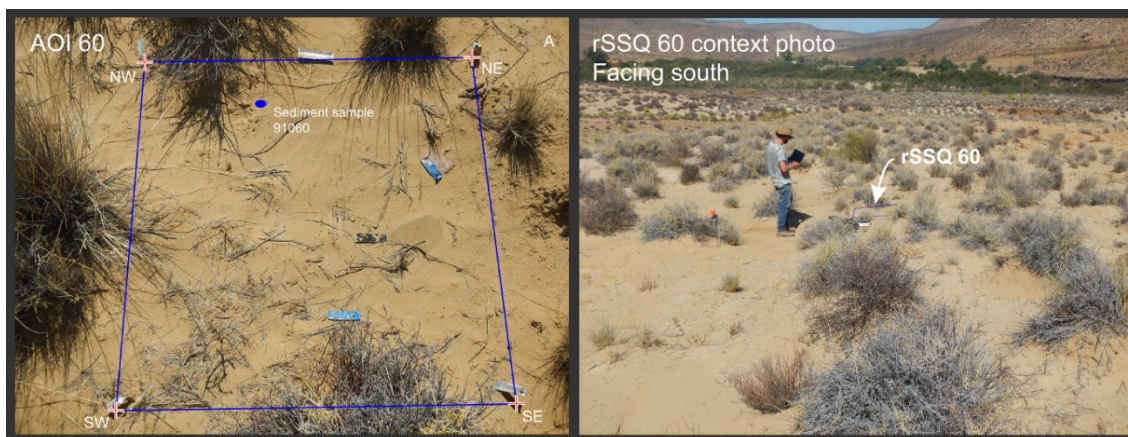 AOI 60
A
NW
NE
Sediment sample
91060
SW
SE
rSSQ 60 context photo
Facing south
rSSQ 60